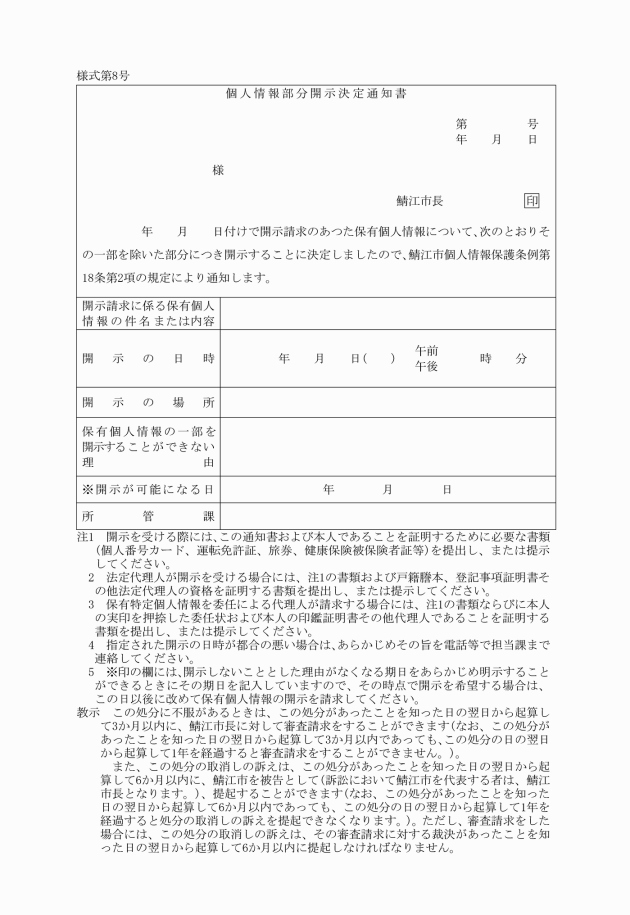 様式第8号
個人情報部分開示決定通知書
第　　　　　号
年　　月　　日
様
鯖江市長　　　　　　　印
年　　月　　日付けで開示請求のあつた保有個人情報について、次のとおりそ
の一部を除いた部分につき開示することに決定しましたので、鯖江市個人情報保護条例第
18条第2項の規定により通知します。
開示請求に係る保有個人
情報の件名または内容
開示の日時
年　　月　　日(　　)　午前　　　時　　分
午後
開示の場所
保有個人情報の一部を
開示することができない
理由
※開示が可能になる日
年　　　　月　　　　日
所管課
注1　開示を受ける際には、この通知書および本人であることを証明するために必要な書類
(個人番号カード、運転免許証、旅券、健康保険被保険者証等)を提出し、または提示
してください。
2　法定代理人が開示を受ける場合には、注1の書類および戸籍謄本、登記事項証明書そ
の他法定代理人の資格を証明する書類を提出し、または提示してください。
3　保有特定個人情報を委任による代理人が請求する場合には、注1の書類ならびに本人
の実印を押捺した委任状および本人の印鑑証明書その他代理人であることを証明する
書類を提出し、または提示してください。
4　指定された開示の日時が都合の悪い場合は、あらかじめその旨を電話等で担当課まで
連絡してください。
5　※印の欄には、開示しないこととした理由がなくなる期日をあらかじめ明示すること
ができるときにその期日を記入していますので、その時点で開示を希望する場合は、
この日以後に改めて保有個人情報の開示を請求してください。
教示　この処分に不服があるときは、この処分があったことを知った日の翌日から起算し
て3か月以内に、鯖江市長に対して審査請求をすることができます(なお、この処分が
あったことを知った日の翌日から起算して3か月以内であっても、この処分の日の翌日
から起算して1年を経過すると審査請求をすることができません。)。
また、この処分の取消しの訴えは、この処分があったことを知った日の翌日から起
算して6か月以内に、鯖江市を被告として(訴訟において鯖江市を代表する者は、鯖江
市長となります。)、提起することができます(なお、この処分があったことを知った
日の翌日から起算して6か月以内であっても、この処分の日の翌日から起算して1年を
経過すると処分の取消しの訴えを提起できなくなります。)。ただし、審査請求をした
場合には、この処分の取消しの訴えは、その審査請求に対する裁決があったことを知
った日の翌日から起算して6か月以内に提起しなければなりません。